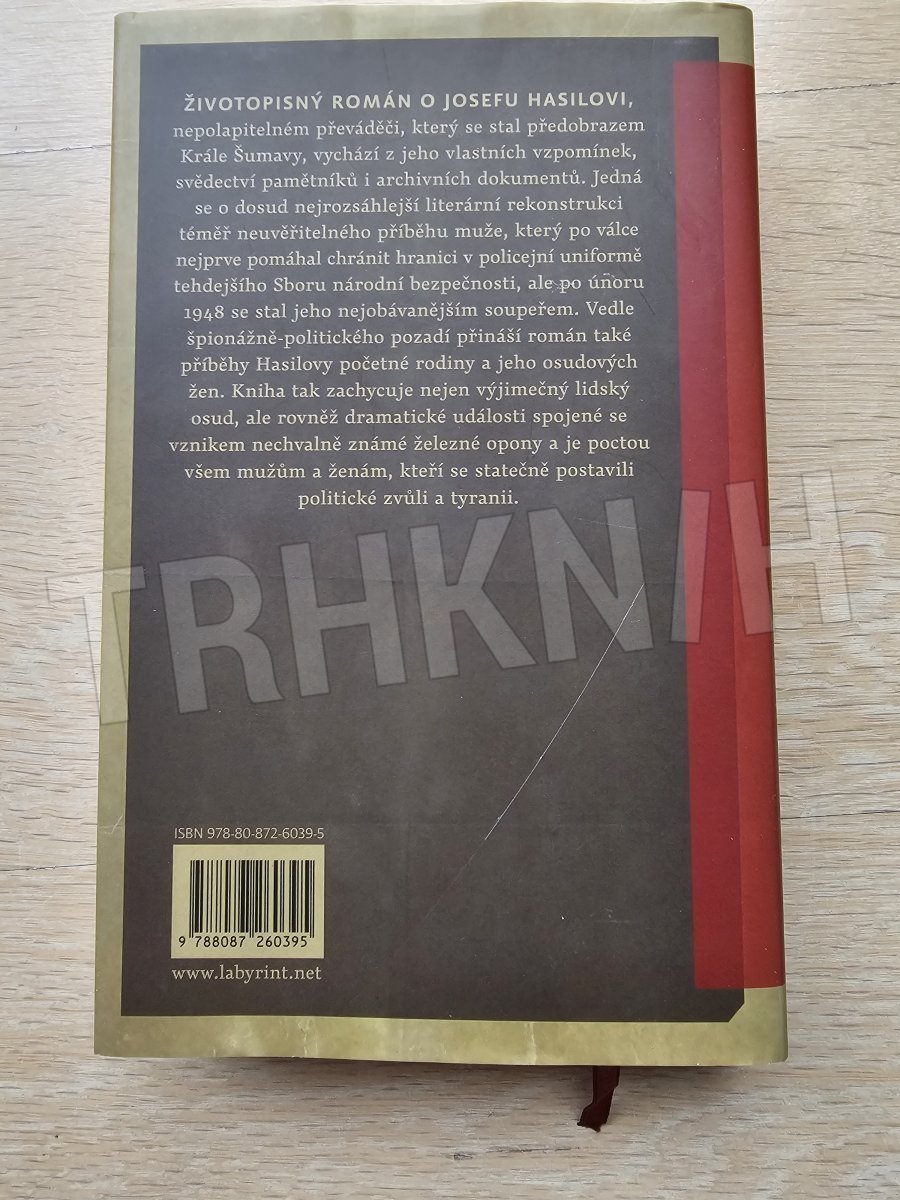 ŽIVOTOPISNÝ ROMÁN O JOSEFU HASILOVI,
nepolapitelném převáděči, který se stal předobrazem
Krále Šumavy, vychází z jeho vlastních vzpomínek,
svědectví pamětníků i archivních dokumentů. Jedná
se o dosud nejrozsáhlejší literární rekonstrukci
téměř neuvěřitelného příběhu muže, který po válce
nejprve pomáhal chránit hranici v policejní uniformě
tehdejšího Sboru národní bezpečnosti, ale po únoru
1948 se stal jeho nejobávanějším soupeřem. Vedle
špionážně-politického pozadí přináší román také
příběhy Hasilovy početné rodiny a jeho osudových
žen. Kniha tak zachycuje nejen výjimečný lidský
osud, ale rovněž dramatické události spojené se
vznikem nechvalně známé železné opony a je poctou
všem mužům a ženám, kteří se statečně postavili
politické zvůli a tyranii.
TRHKNIH
ISBN 978-80-872-6039-5
9 788087 260395
www.labyrint.net